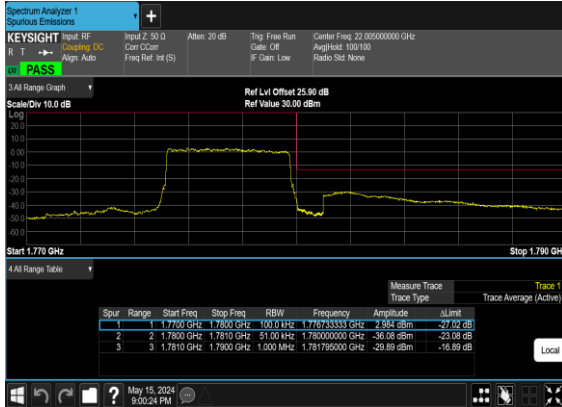 Spectrum Analyzer 1
Spurious Emissions
KEYSIGHT Input: RF Input Z: 50 Ω Atten: 20 dB Trig: Free Run Center Freq: 22.005000000 GHz
R T Coupling: DC Corr CCorr Gate: Off Avg|Hold: 100/100
Align: Auto Freq Ref: Int (S) IF Gain: Low Radio Std: None
PASS
3 All Range Graph
Ref Lvl Offset 25.90 dB
Scale/Div 10.0 dB Ref Value 30.00 dBm
Log
20.0
10.0
0.00
-10.0
-20.0
-30.0
-40.0
-50.0
-60.0
Start 1.770 GHz Stop 1.790 GH
4 All Range Table
Measure Trace Trace 1
Trace Type Trace Average (Active)
Spur Range Start Freq Stop Freq RBW Frequency Amplitude ΔLimit
1 1 1.7700 GHz 1.7800 GHz 100.0 kHz 1.776733333 GHz 2.984 dBm -27.02 dB
2 2 1.7800 GHz 1.7810 GHz 51.00 kHz 1.780000000 GHz -36.08 dBm -23.08 dB
3 3 1.7810 GHz 1.7900 GHz 1.000 MHz 1.781795000 GHz -29.89 dBm -16.89 dB
Local
? May 15, 2024
9:00:24 PM